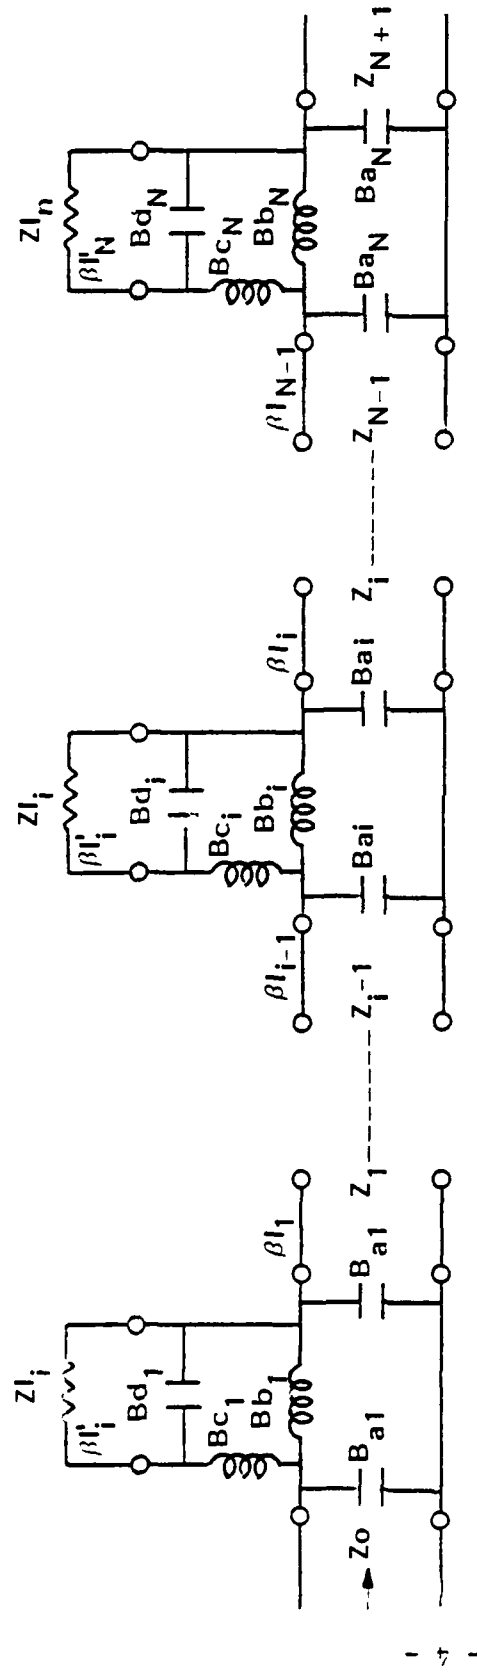 Zl_i
βl'_i
Bd_1
Bc_1
Bb_1
βl_1
B_a1
B_a1
Zo
Z_1
Zl_i
βl'_i
Bd_i
Bc_i
Bb_i
βl_i-1
βl_i
Bai
Bai
Z_i-1
Z_i
Zl_n
βl'_N
Bd_N
Bc_N
Bb_N
βl_N-1
Ba_N
Ba_N
Z_N-1
Z_N+1
- 4 -